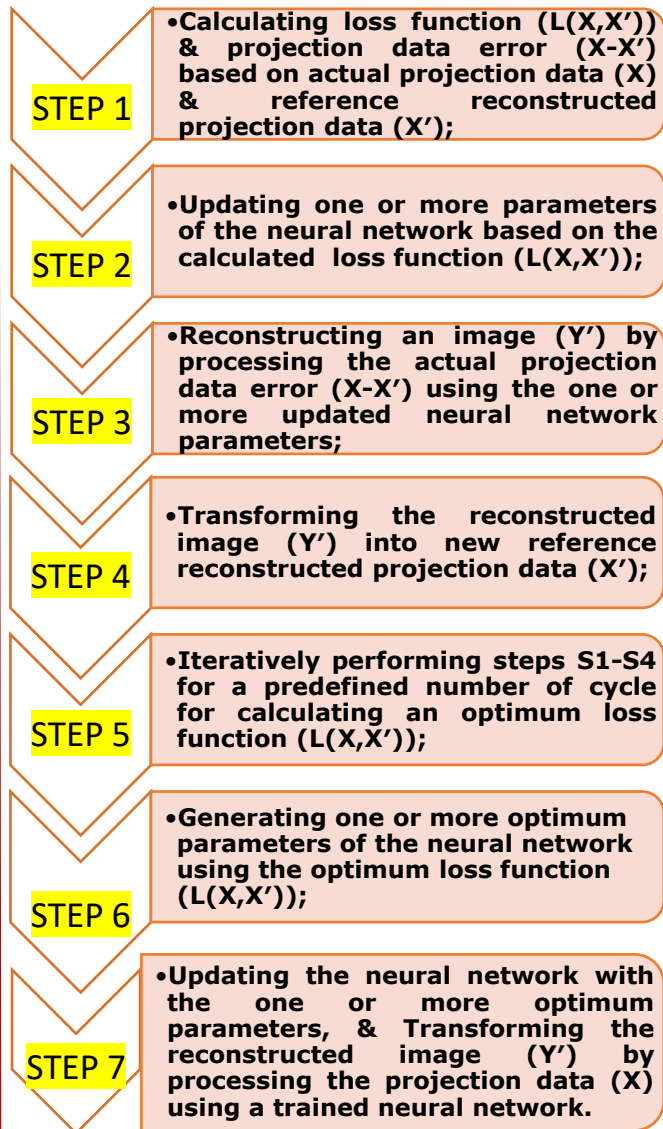 STEP 1
•Calculating loss function (L(X,X′))
& projection data error (X-X′)
based on actual projection data (X)
& reference reconstructed
projection data (X′);
STEP 2
•Updating one or more parameters
of the neural network based on the
calculated loss function (L(X,X′));
STEP 3
•Reconstructing an image (Y′) by
processing the actual projection
data error (X-X′) using the one or
more updated neural network
parameters;
STEP 4
•Transforming the reconstructed
image (Y′) into new reference
reconstructed projection data (X′);
STEP 5
•Iteratively performing steps S1-S4
for a predefined number of cycle
for calculating an optimum loss
function (L(X,X′));
STEP 6
•Generating one or more optimum
parameters of the neural network
using the optimum loss function
(L(X,X′));
STEP 7
•Updating the neural network with
the one or more optimum
parameters, & Transforming the
reconstructed image (Y′) by
processing the projection data (X)
using a trained neural network.